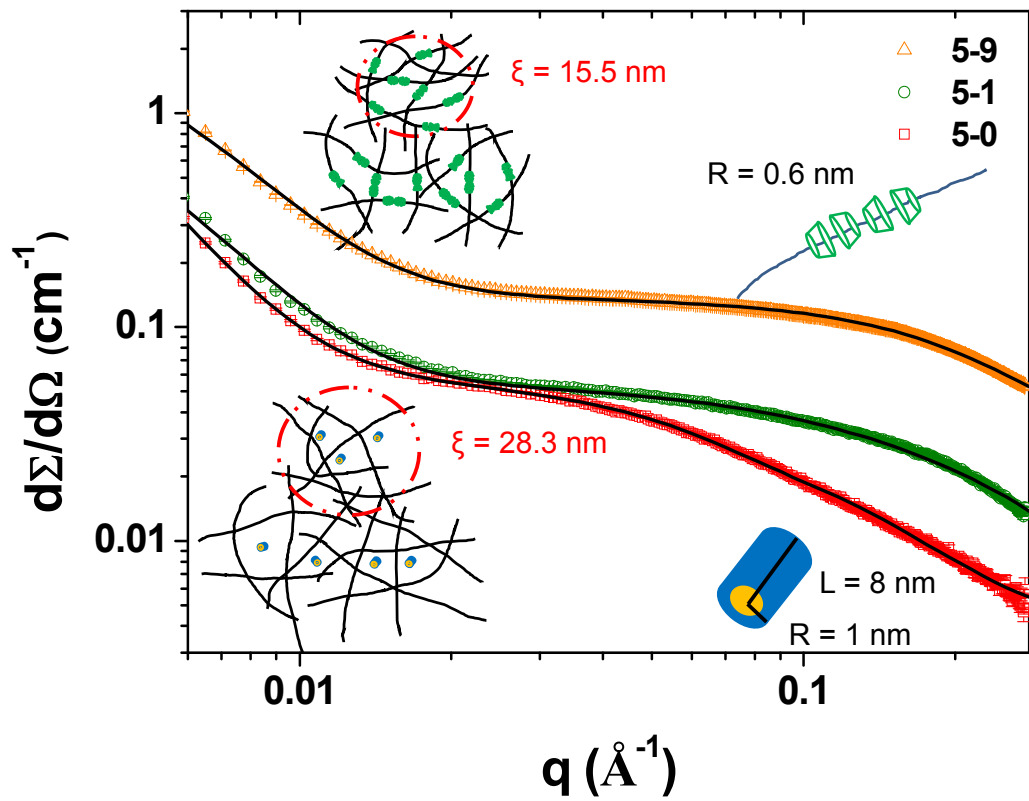 ξ = 15.5 nm
5-9
5-1
5-0
R = 0.6 nm
1
0.1
0.01
dΣ/dΩ (cm⁻¹)
ξ = 28.3 nm
L = 8 nm
R = 1 nm
0.01
0.1
q (Å⁻¹)